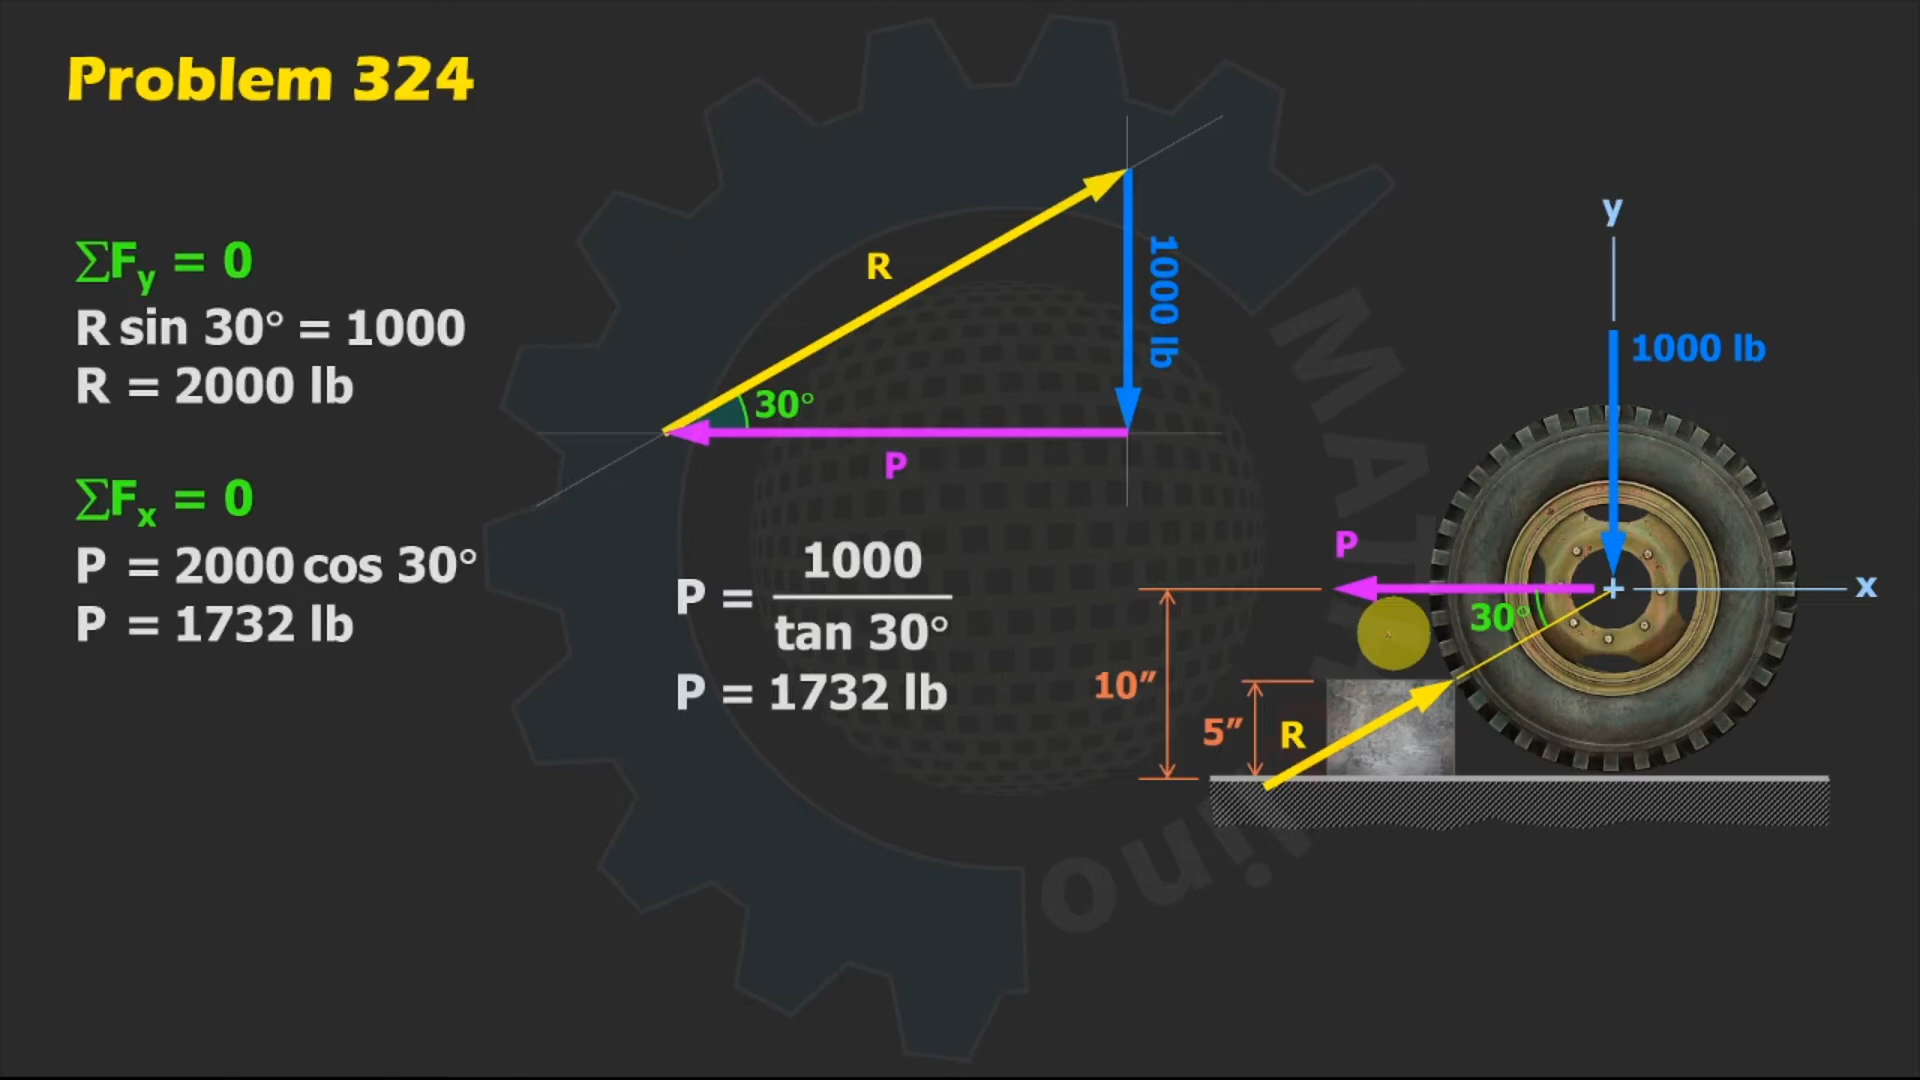 Problem 324
ΣFy = 0
R sin 30° = 1000
R = 2000 lb
ΣFx = 0
P = 2000 cos 30°
P = 1732 lb
R
1000 lb
30°
P
P = 1000
tan 30°
P = 1732 lb
y
1000 lb
P
x
30°
10”
5”
R
MATHalino